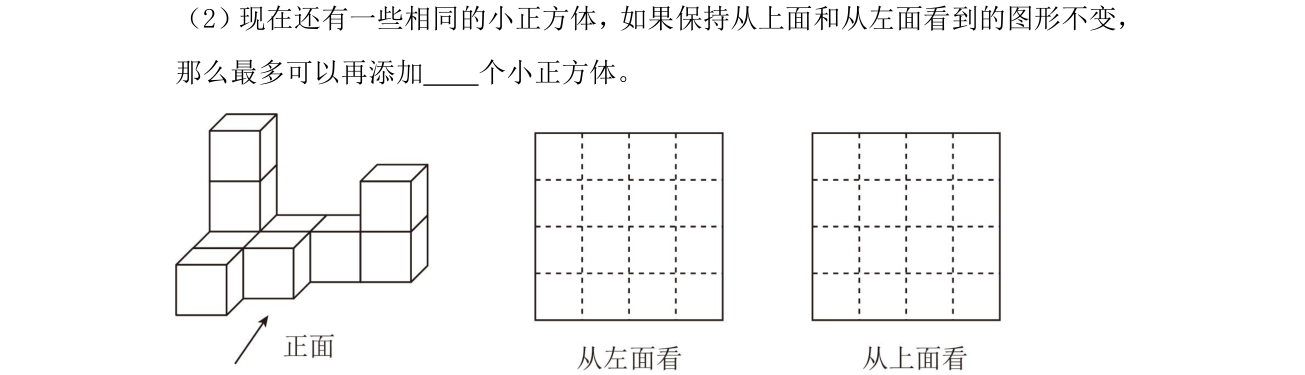 （2）现在还有一些相同的小正方体，如果保持从上面和从左面看到的图形不变，
那么最多可以再添加____个小正方体。
正面
从左面看
从上面看